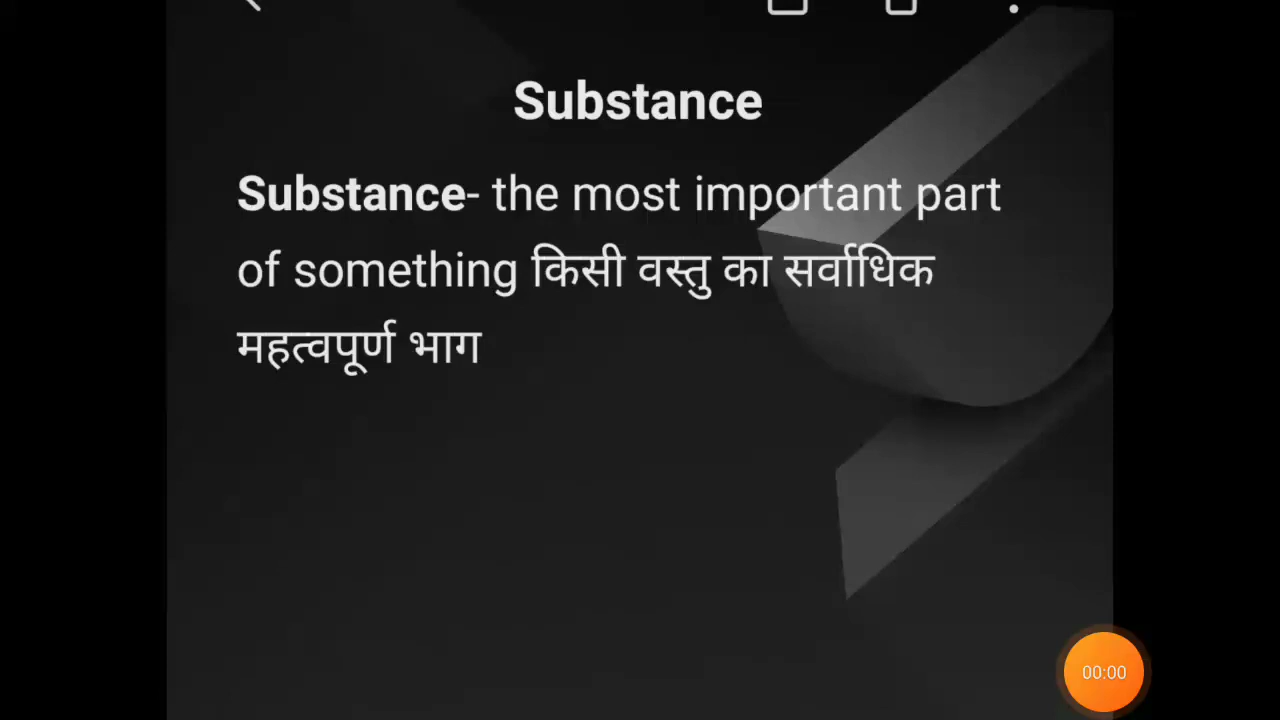 Substance
Substance- the most important part
of something किसी वस्तु का सर्वाधिक
महत्वपूर्ण भाग
00:00